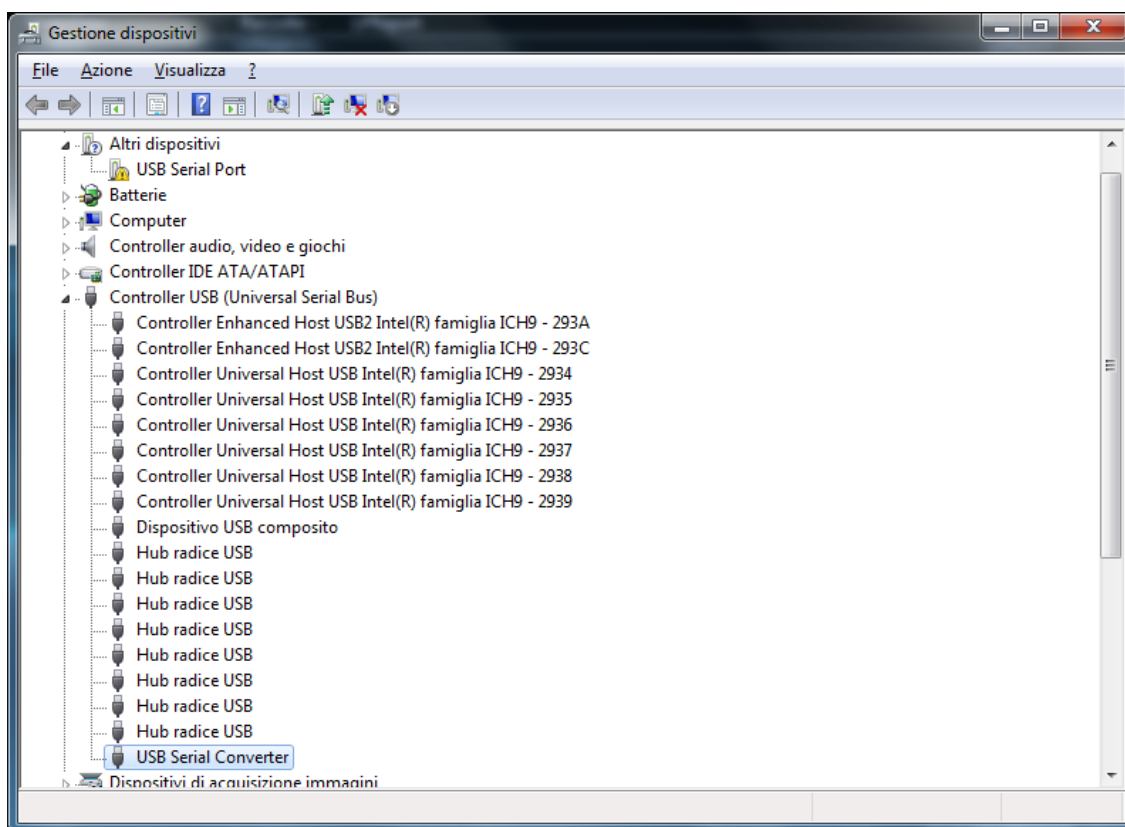 Gestione dispositivi
File Azione Visualizza ?
Altri dispositivi
USB Serial Port
Batterie
Computer
Controller audio, video e giochi
Controller IDE ATA/ATAPI
Controller USB (Universal Serial Bus)
Controller Enhanced Host USB2 Intel(R) famiglia ICH9 - 293A
Controller Enhanced Host USB2 Intel(R) famiglia ICH9 - 293C
Controller Universal Host USB Intel(R) famiglia ICH9 - 2934
Controller Universal Host USB Intel(R) famiglia ICH9 - 2935
Controller Universal Host USB Intel(R) famiglia ICH9 - 2936
Controller Universal Host USB Intel(R) famiglia ICH9 - 2937
Controller Universal Host USB Intel(R) famiglia ICH9 - 2938
Controller Universal Host USB Intel(R) famiglia ICH9 - 2939
Dispositivo USB composito
Hub radice USB
Hub radice USB
Hub radice USB
Hub radice USB
Hub radice USB
Hub radice USB
Hub radice USB
Hub radice USB
USB Serial Converter
Dispositivi di acquisizione immagini